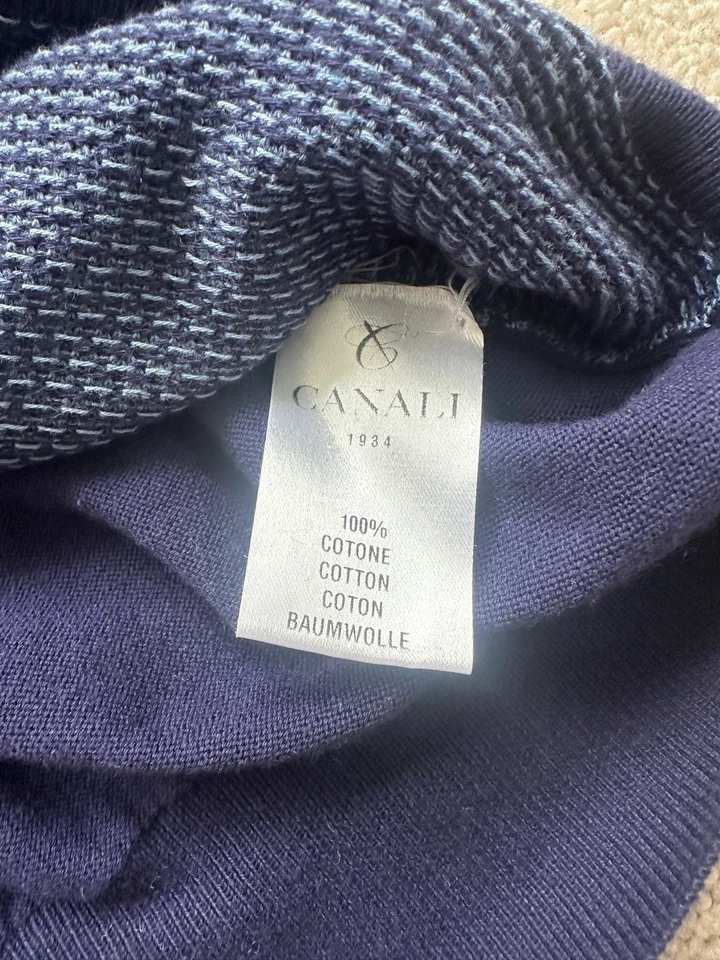 CANALI
1934
100%
COTONE
COTTON
COTON
BAUMWOLLE